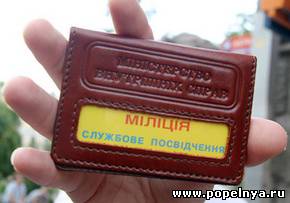 МІНІСТЕРСТВО
ВНУТРІШНІХ СПРАВ
МІЛІЦІЯ
СЛУЖБОВЕ ПОСВІДЧЕННЯ
www.popelnya.ru